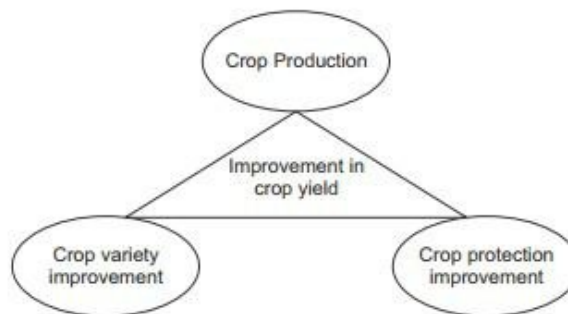 Crop Production
Improvement in
crop yield
Crop variety
improvement
Crop protection
improvement